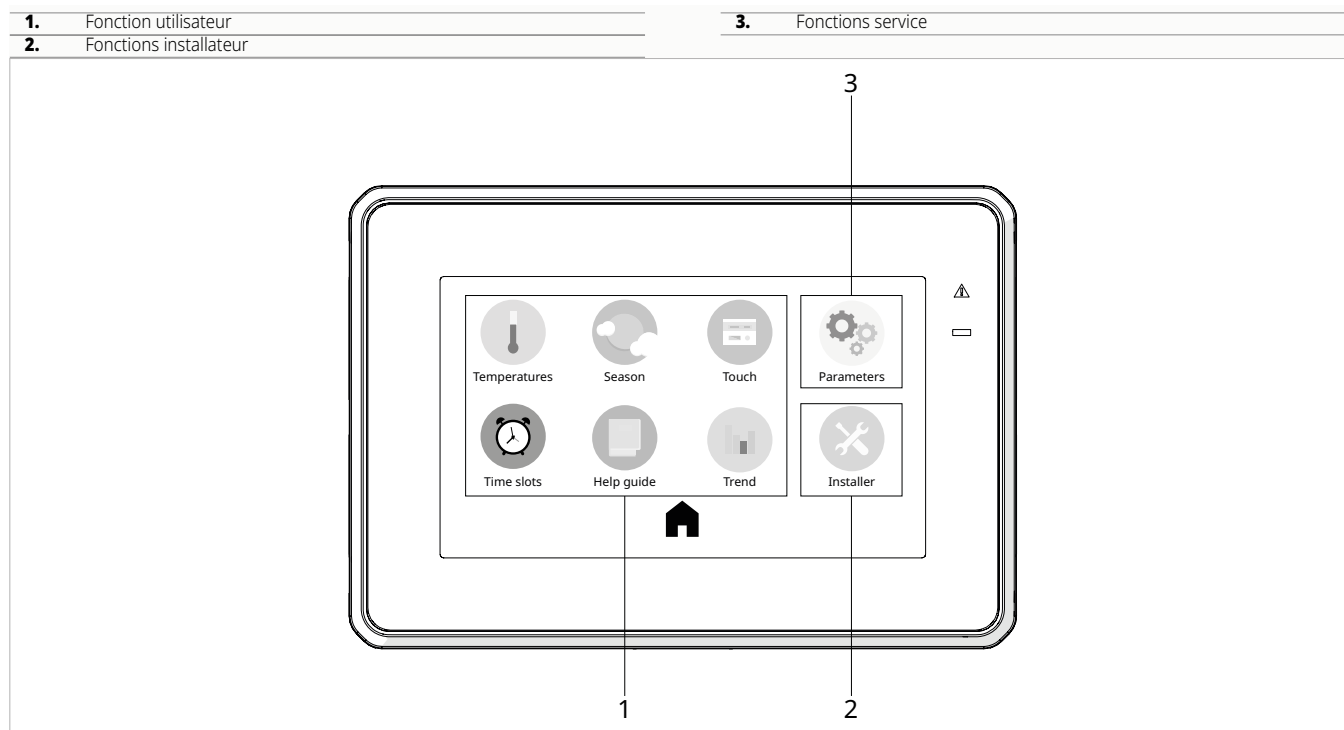 1. Fonction utilisateur
2. Fonctions installateur
3. Fonctions service
3
Temperatures Season Touch Parameters
Time slots Help guide Trend Installer
1 2